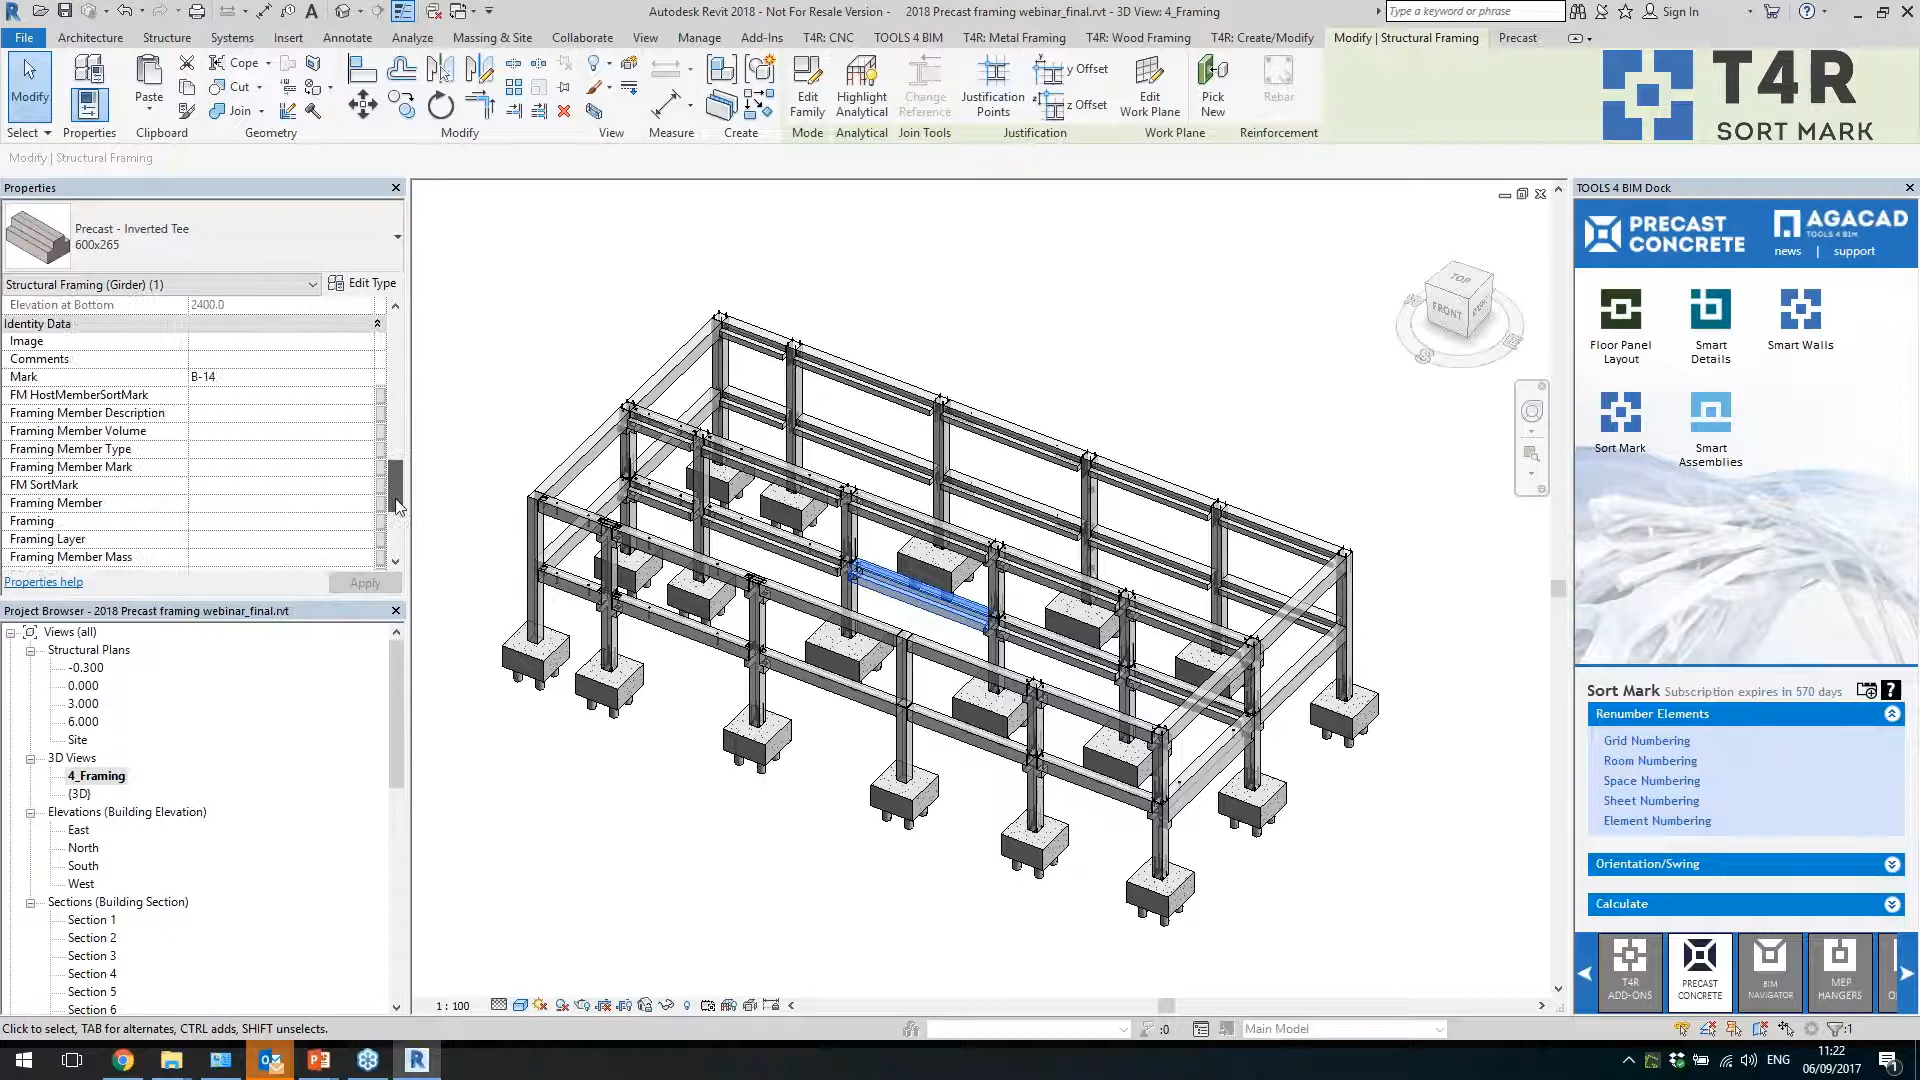 Autodesk Revit 2018 - Not For Resale Version - 2018 Precast framing webinar_final.rvt - 3D View: 4_Framing
Type a keyword or phrase
Sign In
File Architecture Structure Systems Insert Annotate Analyze Massing & Site Collaborate View Manage Add-Ins T4R: CNC TOOLS 4 BIM T4R: Metal Framing T4R: Wood Framing T4R: Create/Modify Modify | Structural Framing Precast
Modify
Paste
Cope
Cut
Join
Edit Family
Highlight Analytical
Change Reference
Justification Points
y Offset
z Offset
Edit Work Plane
Pick New
Rebar
Select Properties Clipboard Geometry Modify View Measure Create Mode Analytical Join Tools Justification Work Plane Reinforcement
T4R
SORT MARK
Modify | Structural Framing
Properties
Precast - Inverted Tee
600x265
Structural Framing (Girder) (1)
Edit Type
Elevation at Bottom 2400.0
Identity Data
Image
Comments
Mark B-14
FM HostMemberSortMark
Framing Member Description
Framing Member Volume
Framing Member Type
Framing Member Mark
FM SortMark
Framing Member
Framing
Framing Layer
Framing Member Mass
Properties help
Apply
Project Browser - 2018 Precast framing webinar_final.rvt
Views (all)
Structural Plans
-0.300
0.000
3.000
6.000
Site
3D Views
4_Framing
{3D}
Elevations (Building Elevation)
East
North
South
West
Sections (Building Section)
Section 1
Section 2
Section 3
Section 4
Section 5
Section 6
TOP
FRONT
S
E
1 : 100
TOOLS 4 BIM Dock
PRECAST CONCRETE
AGACAD
TOOLS 4 BIM
news | support
Floor Panel Layout
Smart Details
Smart Walls
Sort Mark
Smart Assemblies
Sort Mark Subscription expires in 570 days
Renumber Elements
Grid Numbering
Room Numbering
Space Numbering
Sheet Numbering
Element Numbering
Orientation/Swing
Calculate
T4R ADD-ONS
PRECAST CONCRETE
BIM NAVIGATOR
MEP HANGERS
Click to select, TAB for alternates, CTRL adds, SHIFT unselects.
:0
Main Model
:1
ENG
11:22
06/09/2017